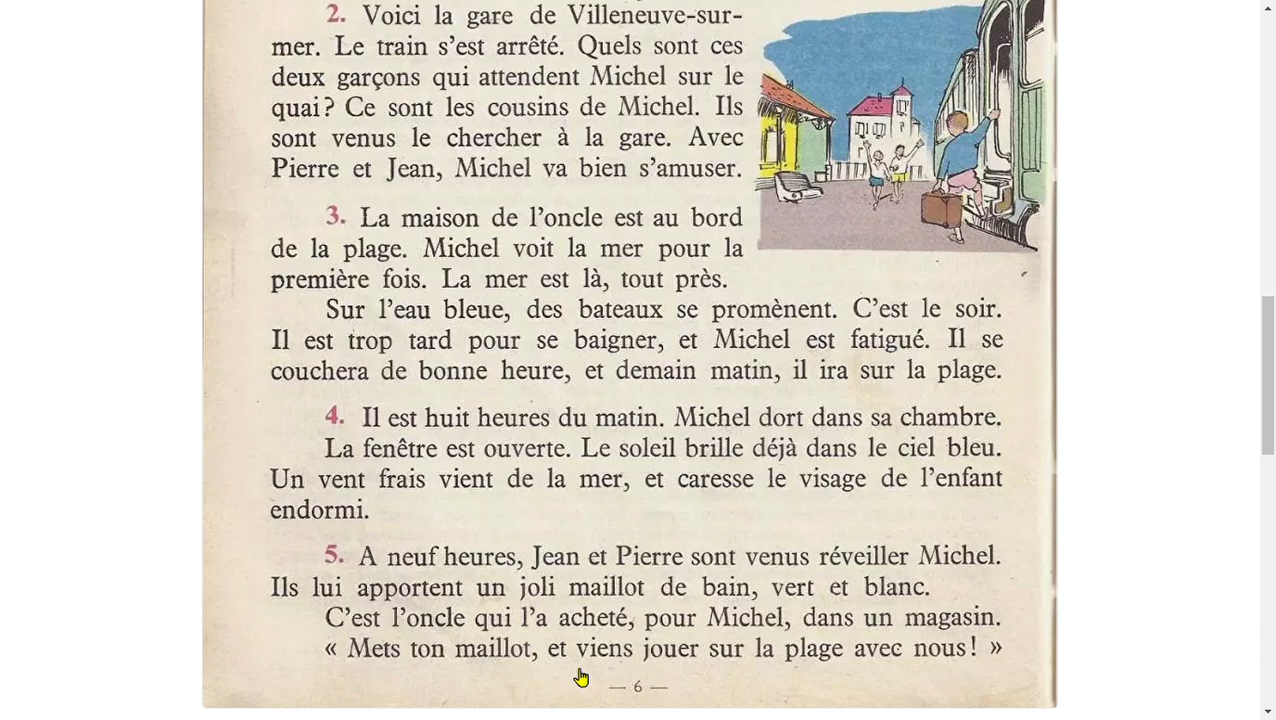 2. Voici la gare de Villeneuve-sur-
mer. Le train s'est arrêté. Quels sont ces
deux garçons qui attendent Michel sur le
quai? Ce sont les cousins de Michel. Ils
sont venus le chercher à la gare. Avec
Pierre et Jean, Michel va bien s'amuser.
3. La maison de l'oncle est au bord
de la plage. Michel voit la mer pour la
première fois. La mer est là, tout près.
Sur l'eau bleue, des bateaux se promènent. C'est le soir.
Il est trop tard pour se baigner, et Michel est fatigué. Il se
couchera de bonne heure, et demain matin, il ira sur la plage.
4. Il est huit heures du matin. Michel dort dans sa chambre.
La fenêtre est ouverte. Le soleil brille déjà dans le ciel bleu.
Un vent frais vient de la mer, et caresse le visage de l'enfant
endormi.
5. A neuf heures, Jean et Pierre sont venus réveiller Michel.
Ils lui apportent un joli maillot de bain, vert et blanc.
C'est l'oncle qui l'a acheté, pour Michel, dans un magasin.
« Mets ton maillot, et viens jouer sur la plage avec nous! »
— 6 —